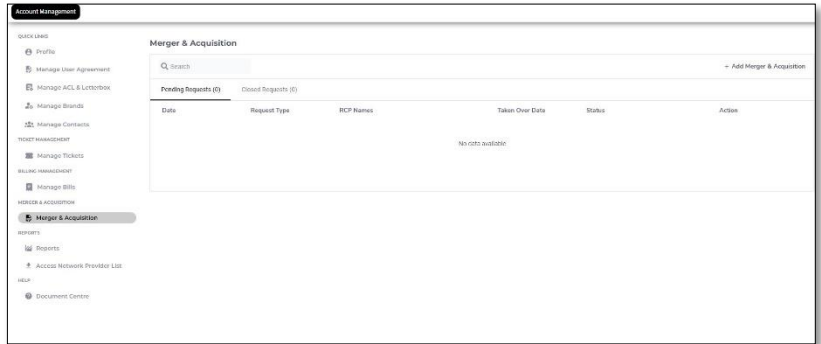 Account Management
QUICK LINKS
Profile
Manage User Agreement
Manage ACL & Letterbox
Manage Brands
Manage Contacts
TICKET MANAGEMENT
Manage Tickets
BILLING MANAGEMENT
Manage Bills
MERGER & ACQUISITION
Merger & Acquisition
REPORTS
Reports
Access Network Provider List
HELP
Document Centre
Merger & Acquisition
Search
+ Add Merger & Acquisition
Pending Requests (0) Closed Requests (0)
Date Request Type RCP Names Taken Over Date Status Action
No data available